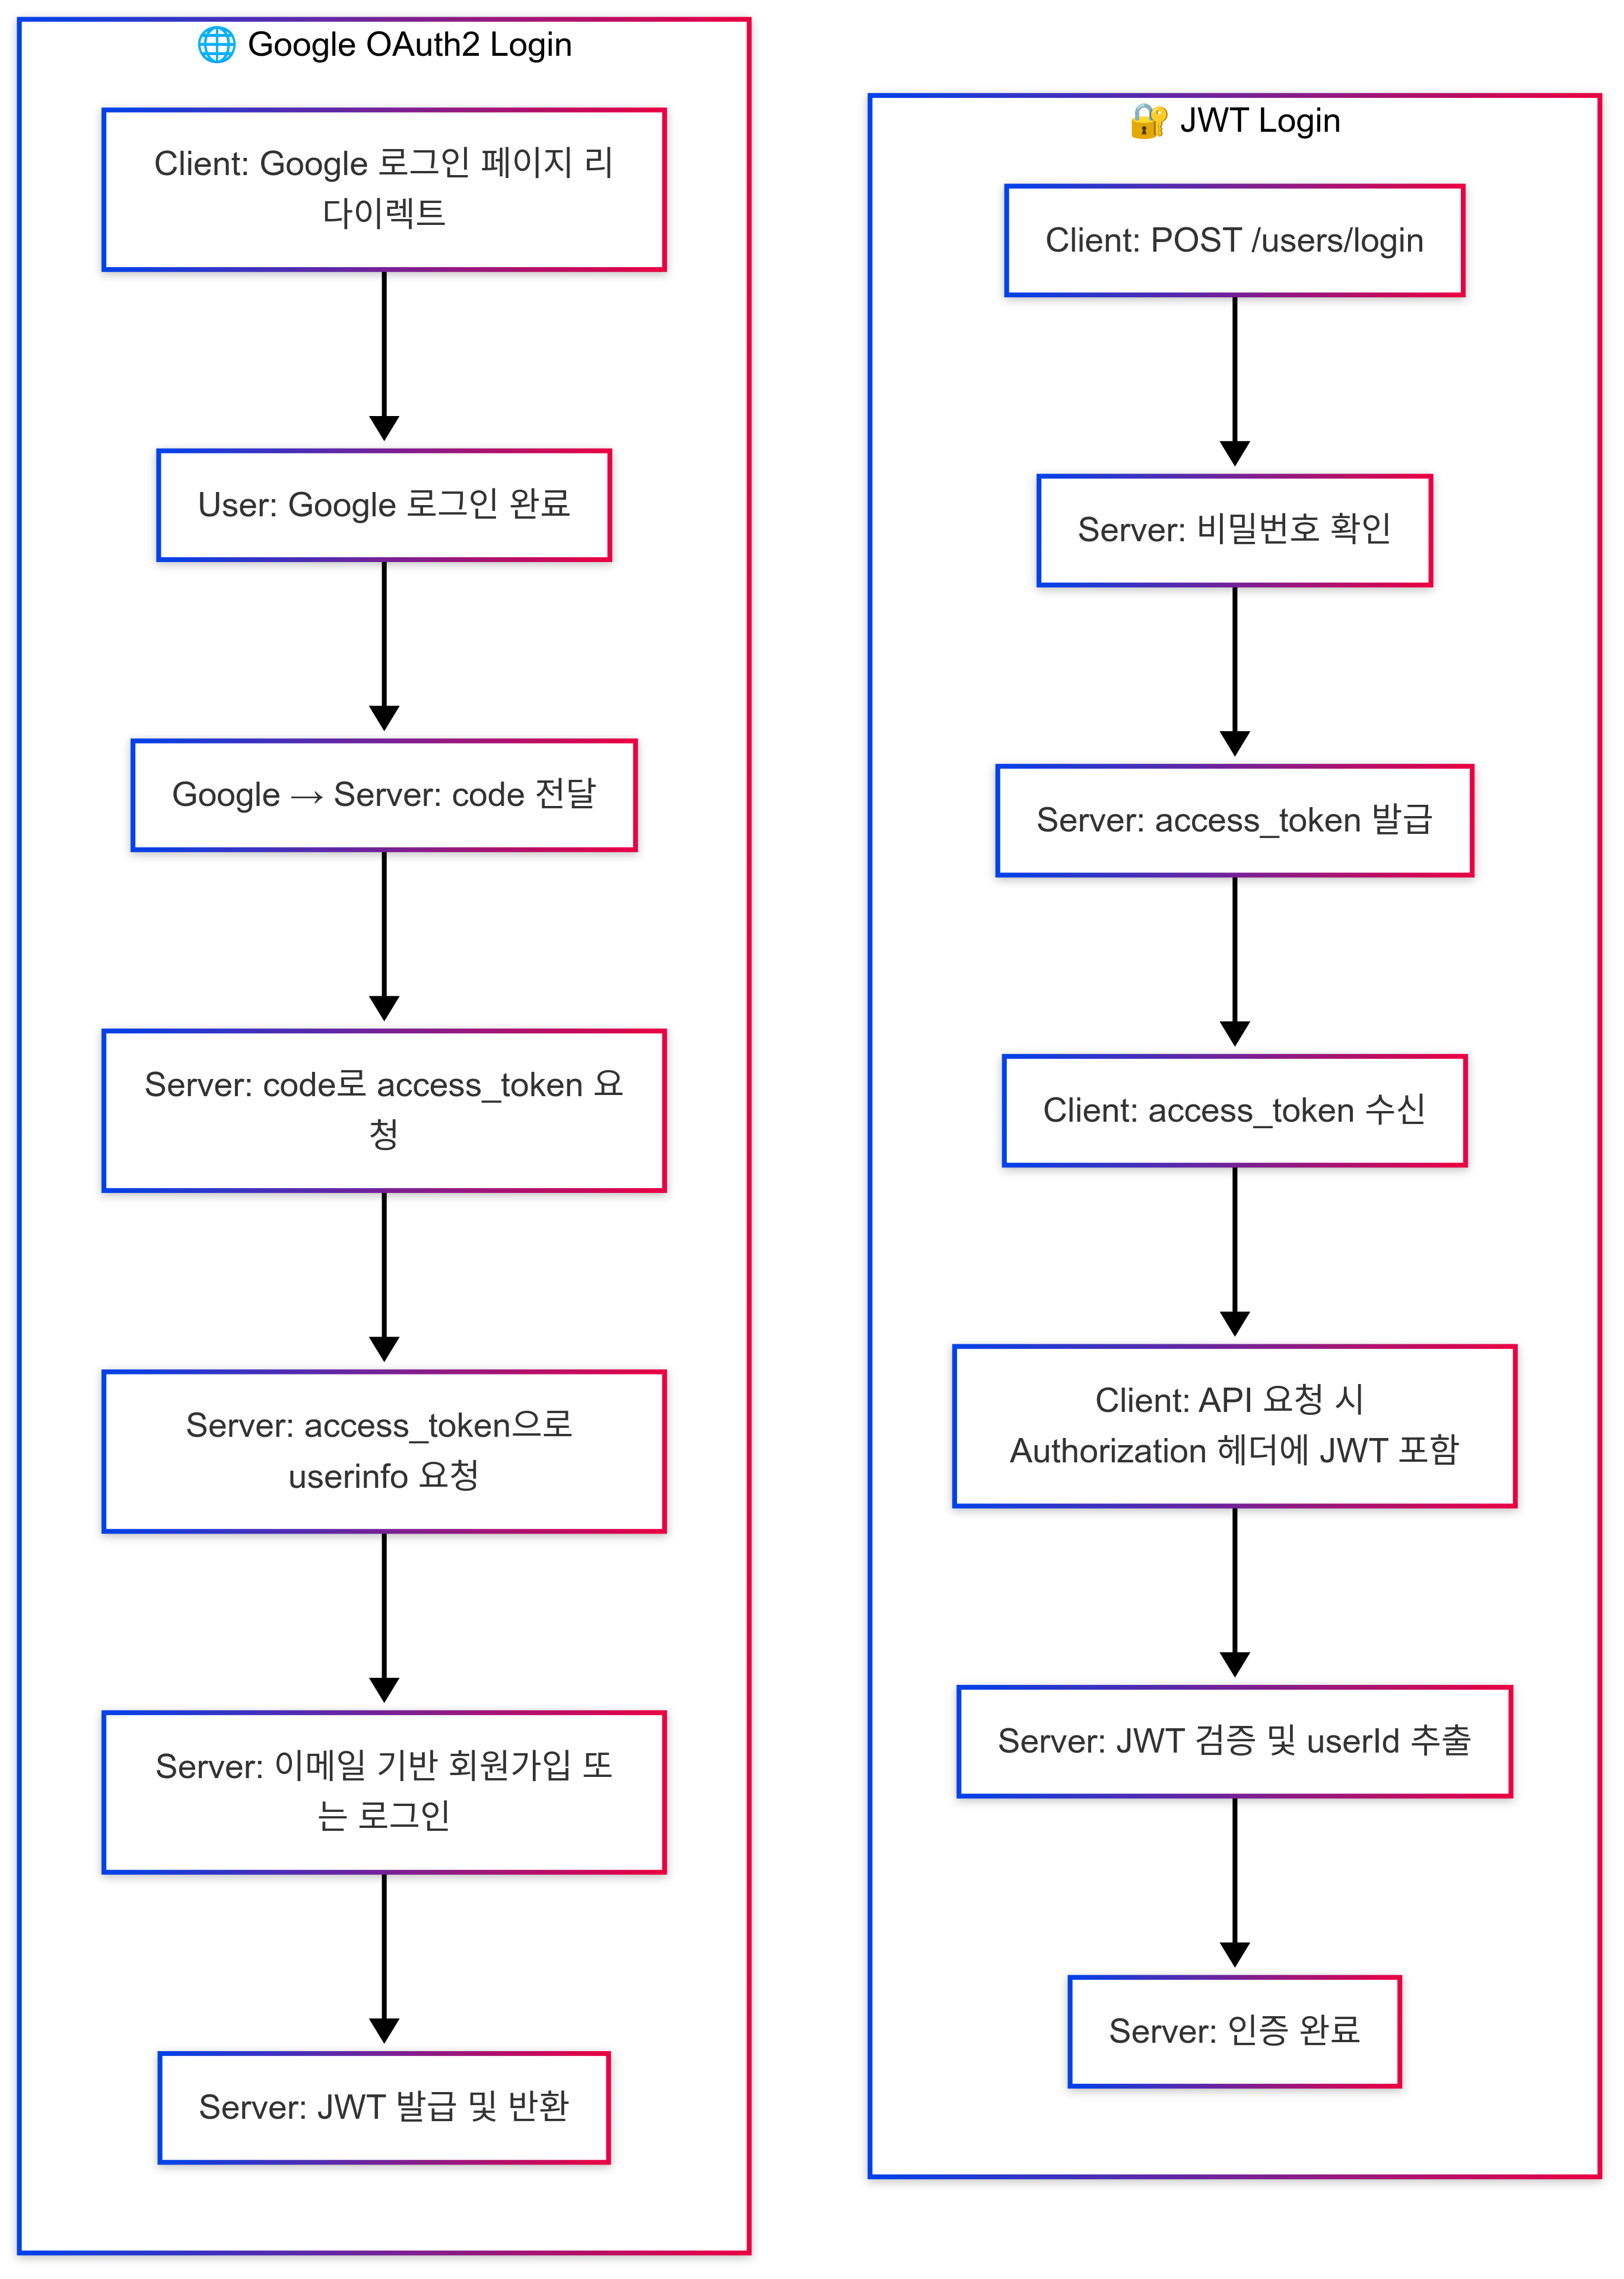 🌐 Google OAuth2 Login
Client: Google 로그인 페이지 리
다이렉트
User: Google 로그인 완료
Google → Server: code 전달
Server: code로 access_token 요
청
Server: access_token으로
userinfo 요청
Server: 이메일 기반 회원가입 또
는 로그인
Server: JWT 발급 및 반환
🔐 JWT Login
Client: POST /users/login
Server: 비밀번호 확인
Server: access_token 발급
Client: access_token 수신
Client: API 요청 시
Authorization 헤더에 JWT 포함
Server: JWT 검증 및 userId 추출
Server: 인증 완료